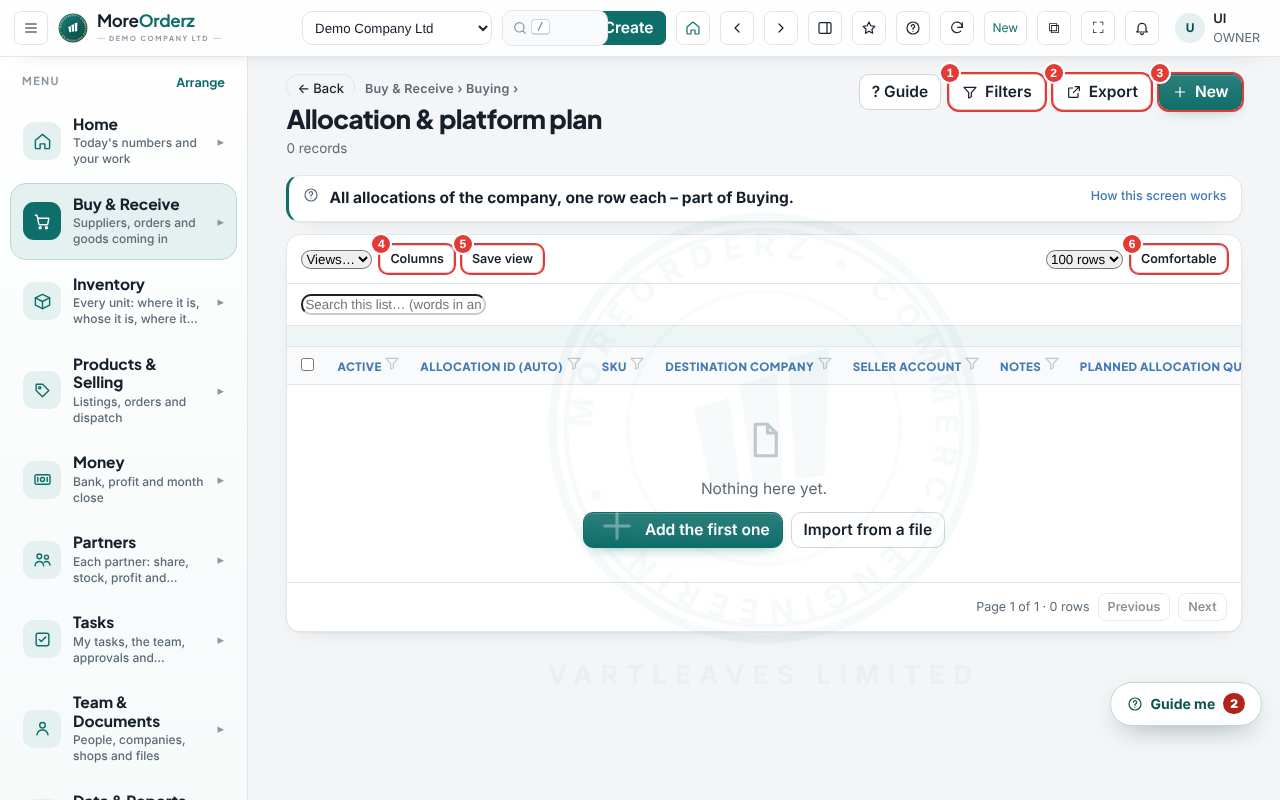 MoreOrderz
— DEMO COMPANY LTD —
Demo Company Ltd
/
Create
New
U
UI
OWNER
MENU
Arrange
Home
Today's numbers and
your work
Buy & Receive
Suppliers, orders and
goods coming in
Inventory
Every unit: where it is,
whose it is, where it...
Products &
Selling
Listings, orders and
dispatch
Money
Bank, profit and month
close
Partners
Each partner: share,
stock, profit and...
Tasks
My tasks, the team,
approvals and...
Team &
Documents
People, companies,
shops and files
Data & Reports
← Back
Buy & Receive › Buying ›
? Guide
1
Filters
2
Export
3
+ New
Allocation & platform plan
0 records
All allocations of the company, one row each – part of Buying.
How this screen works
Views...
4
Columns
5
Save view
100 rows
6
Comfortable
Search this list... (words in an
ACTIVE
ALLOCATION ID (AUTO)
SKU
DESTINATION COMPANY
SELLER ACCOUNT
NOTES
PLANNED ALLOCATION QU
Nothing here yet.
+ Add the first one
Import from a file
Page 1 of 1 · 0 rows
Previous
Next
MOREORDERZ • COMMERCE ENGINEERING •
VARTLEAVES LIMITED
Guide me
2